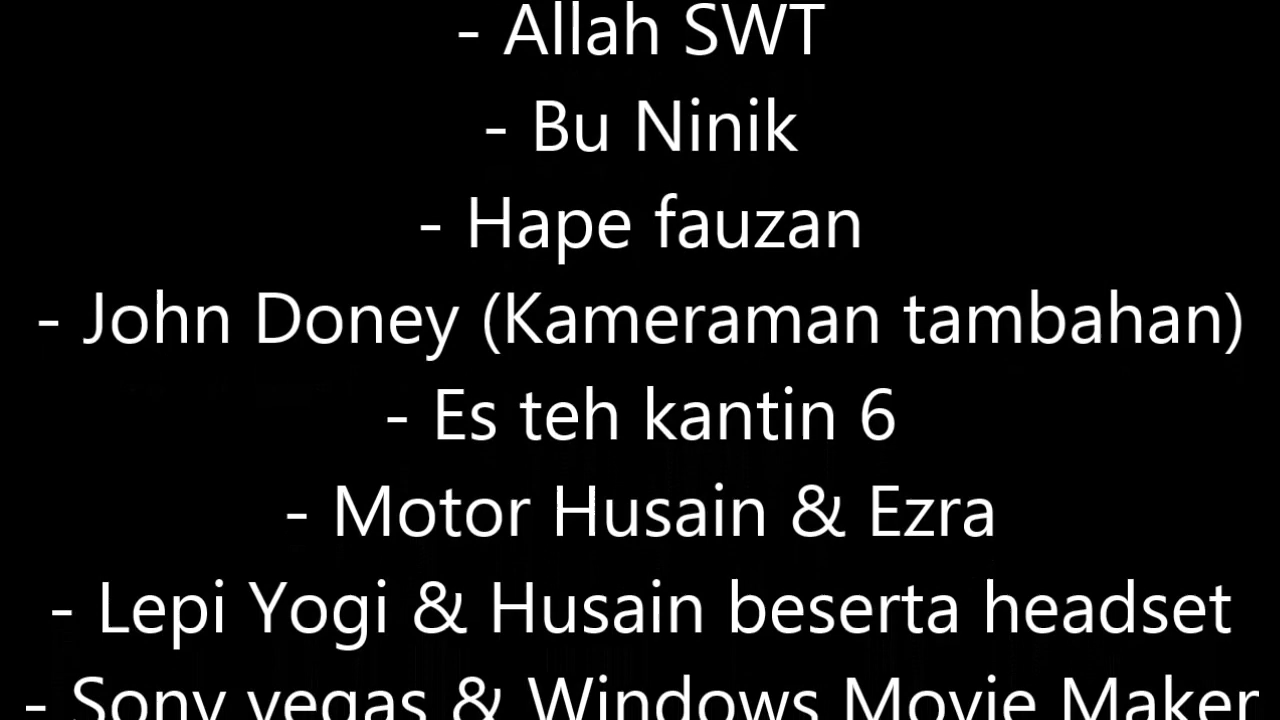 - Allah SWT
- Bu Ninik
- Hape fauzan
- John Doney (Kameraman tambahan)
- Es teh kantin 6
- Motor Husain & Ezra
- Lepi Yogi & Husain beserta headset
- Sony vegas & Windows Movie Maker